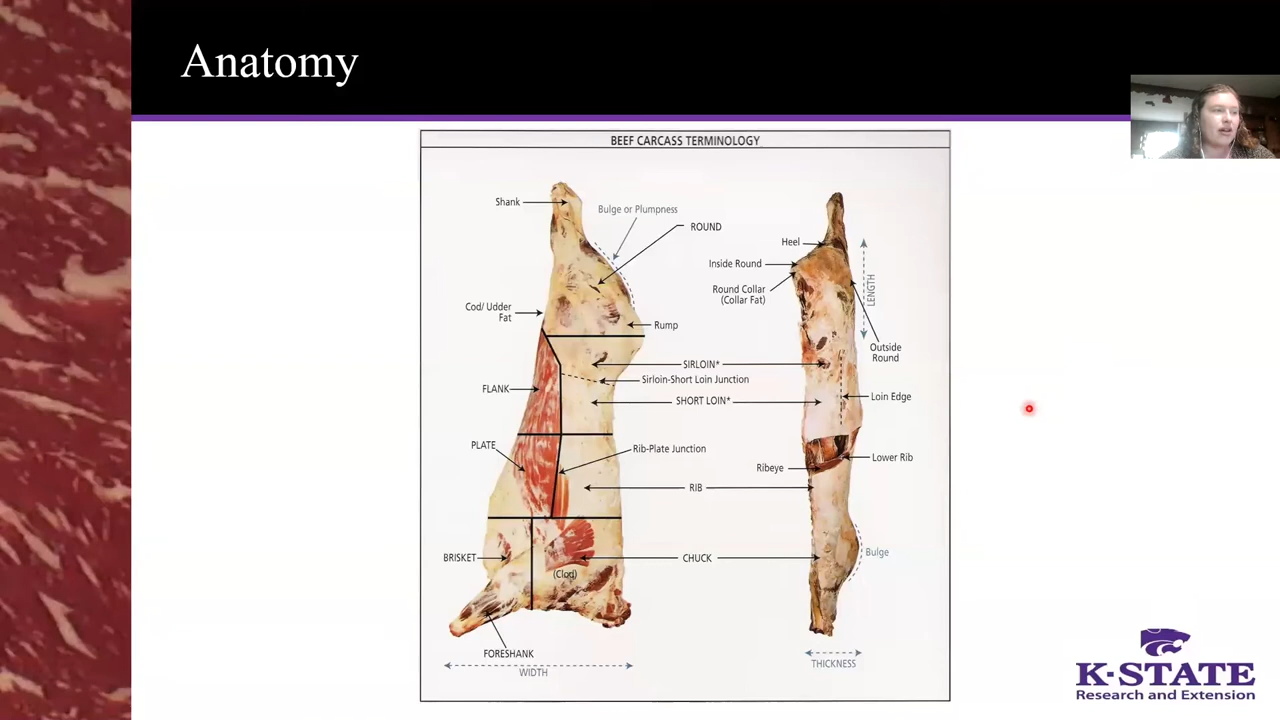 Anatomy
BEEF CARCASS TERMINOLOGY
Shank
Bulge or Plumpness
ROUND
Cod/ Udder
Fat
Rump
SIRLOIN*
Sirloin-Short Loin Junction
FLANK
SHORT LOIN*
PLATE
Rib-Plate Junction
RIB
BRISKET
CHUCK
(Clod)
FORESHANK
WIDTH
Heel
Inside Round
Round Collar
(Collar Fat)
LENGTH
Outside
Round
Loin Edge
Lower Rib
Ribeye
Bulge
THICKNESS
K-STATE
Research and Extension